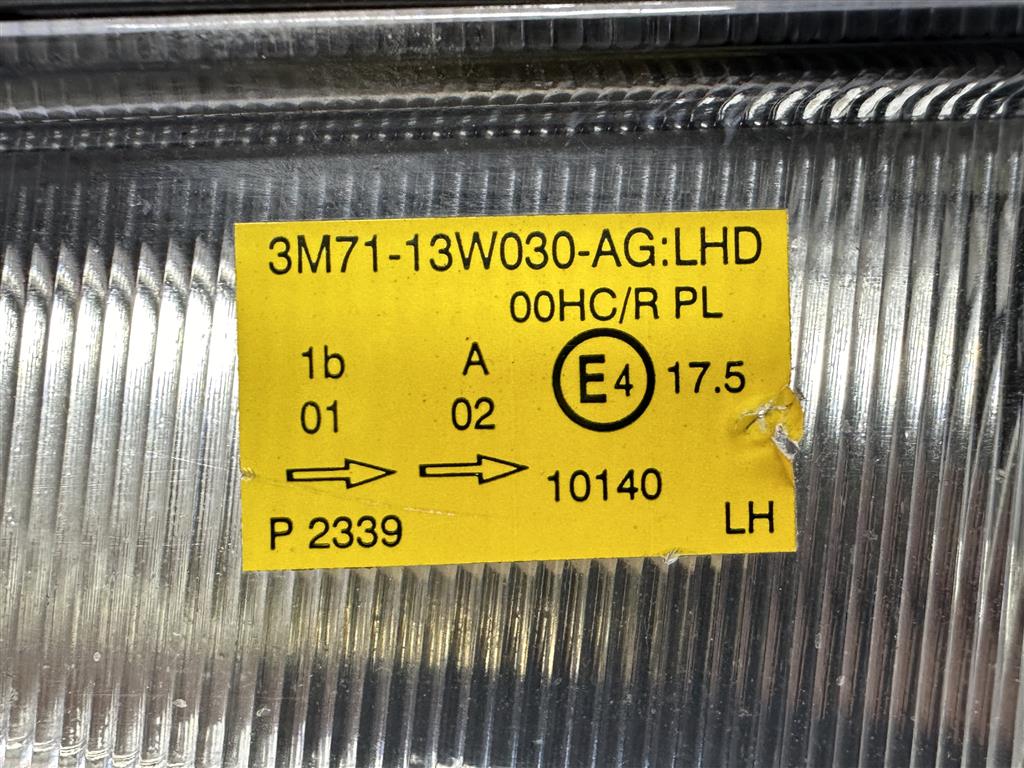 3M71-13W030-AG:LHD
00HC/R PL
1b A E4 17.5
01 02
10140
P 2339 LH